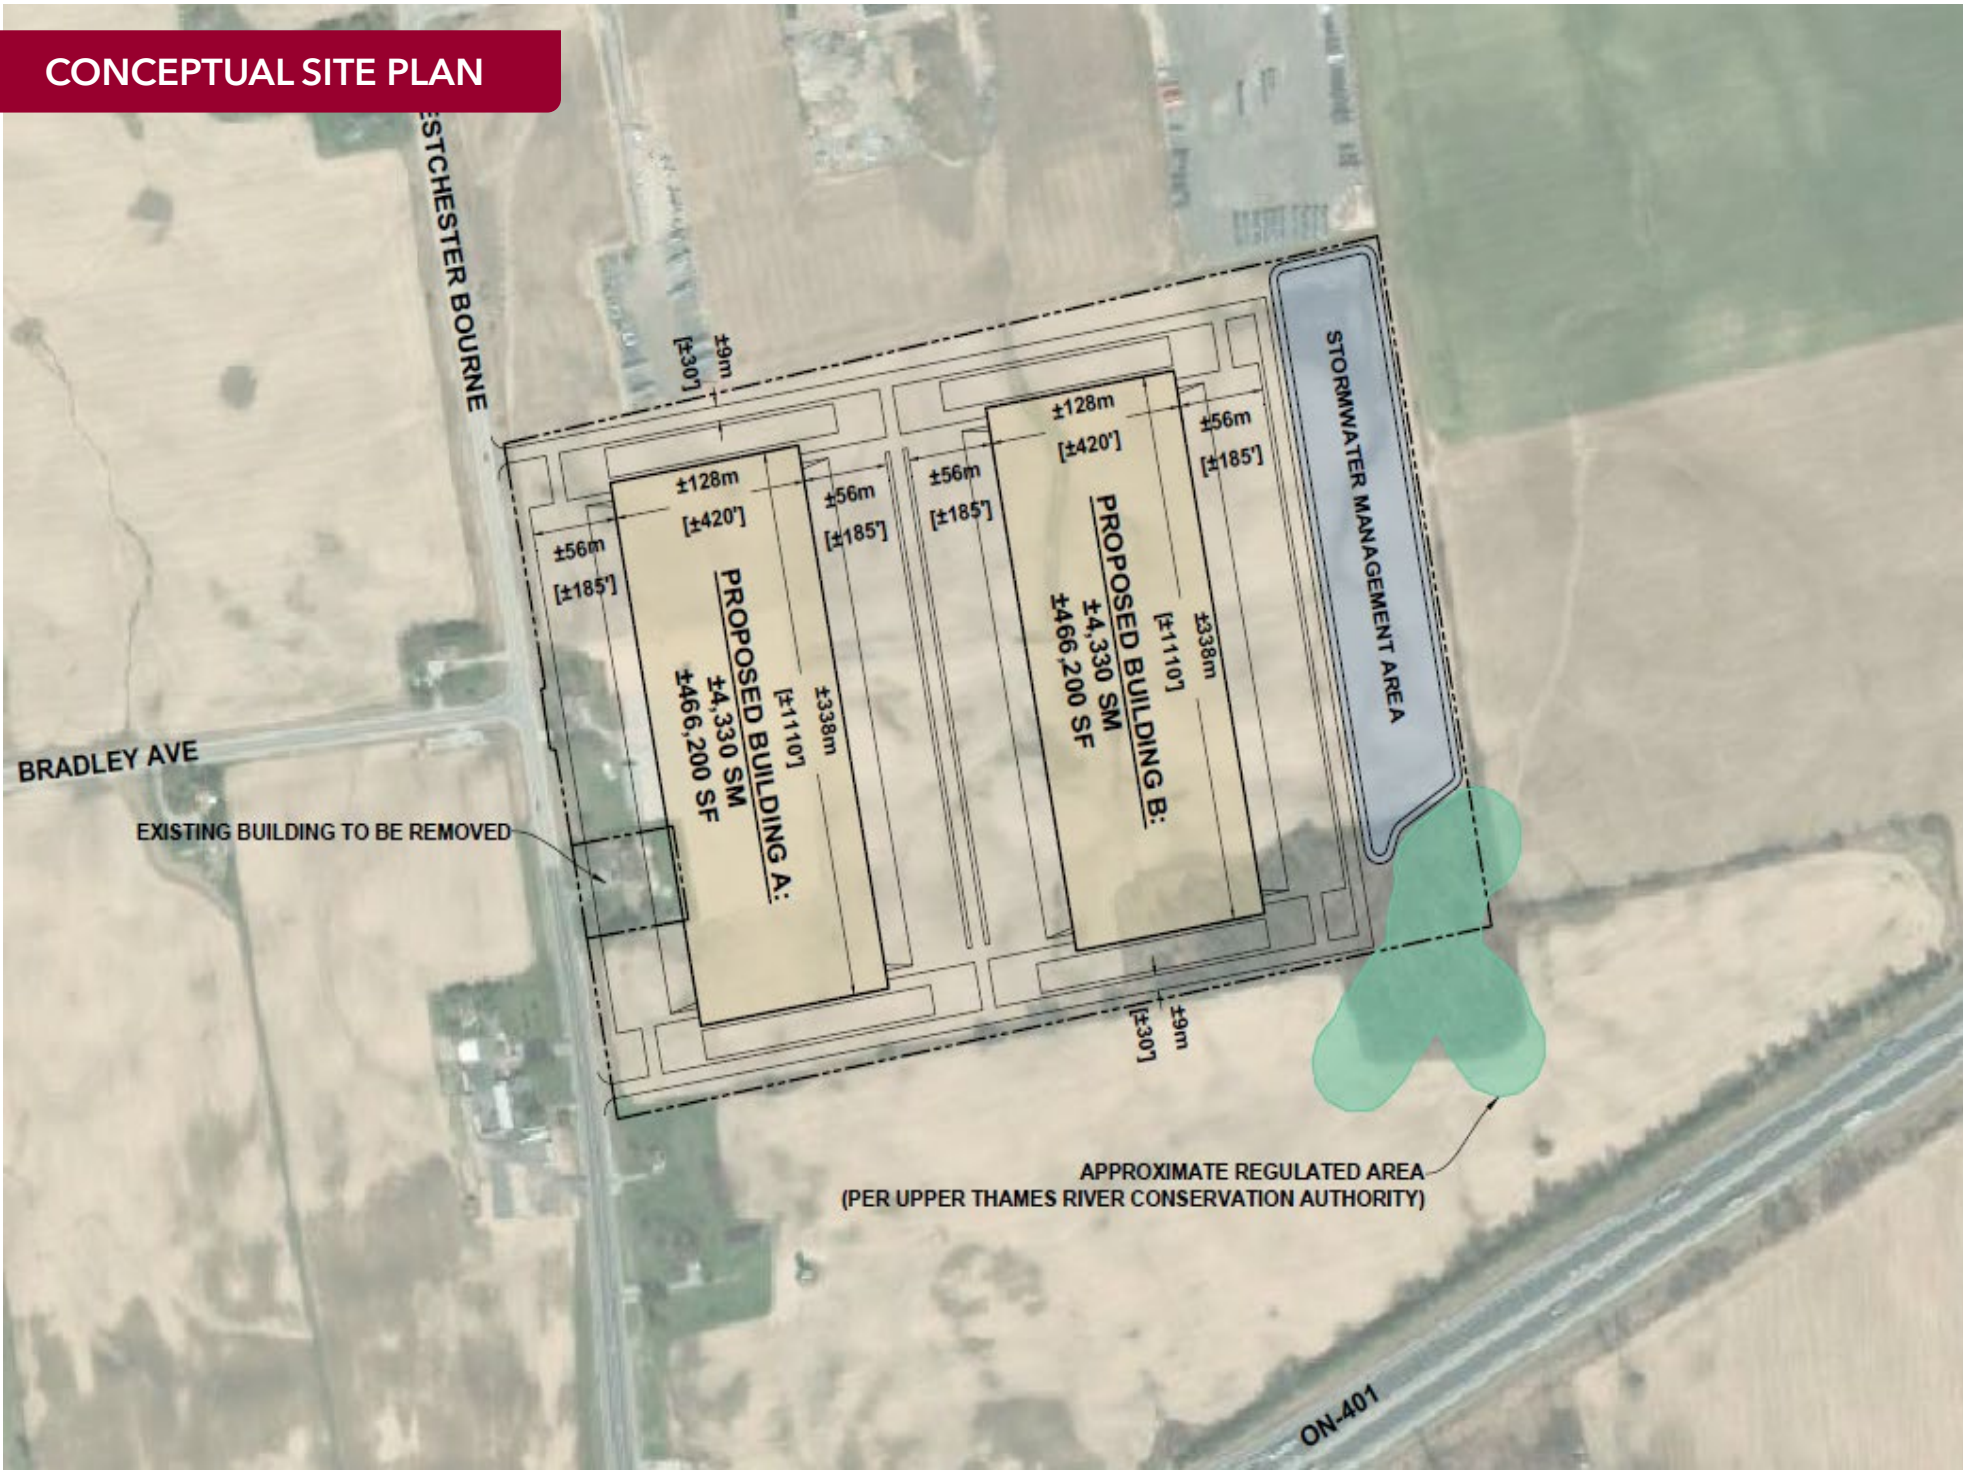 CONCEPTUAL SITE PLAN
ESTCHESTER BOURNE
±9m
[±30']
±128m
[±420']
±56m
[±185']
±56m
[±185']
PROPOSED BUILDING A:
±4,330 SM
±466,200 SF
±338m
[±1110']
±56m
[±185']
±128m
[±420']
±56m
[±185']
PROPOSED BUILDING B:
±4,330 SM
±466,200 SF
±338m
[±1110']
STORMWATER MANAGEMENT AREA
BRADLEY AVE
EXISTING BUILDING TO BE REMOVED
±9m
[±30']
APPROXIMATE REGULATED AREA
(PER UPPER THAMES RIVER CONSERVATION AUTHORITY)
ON-401